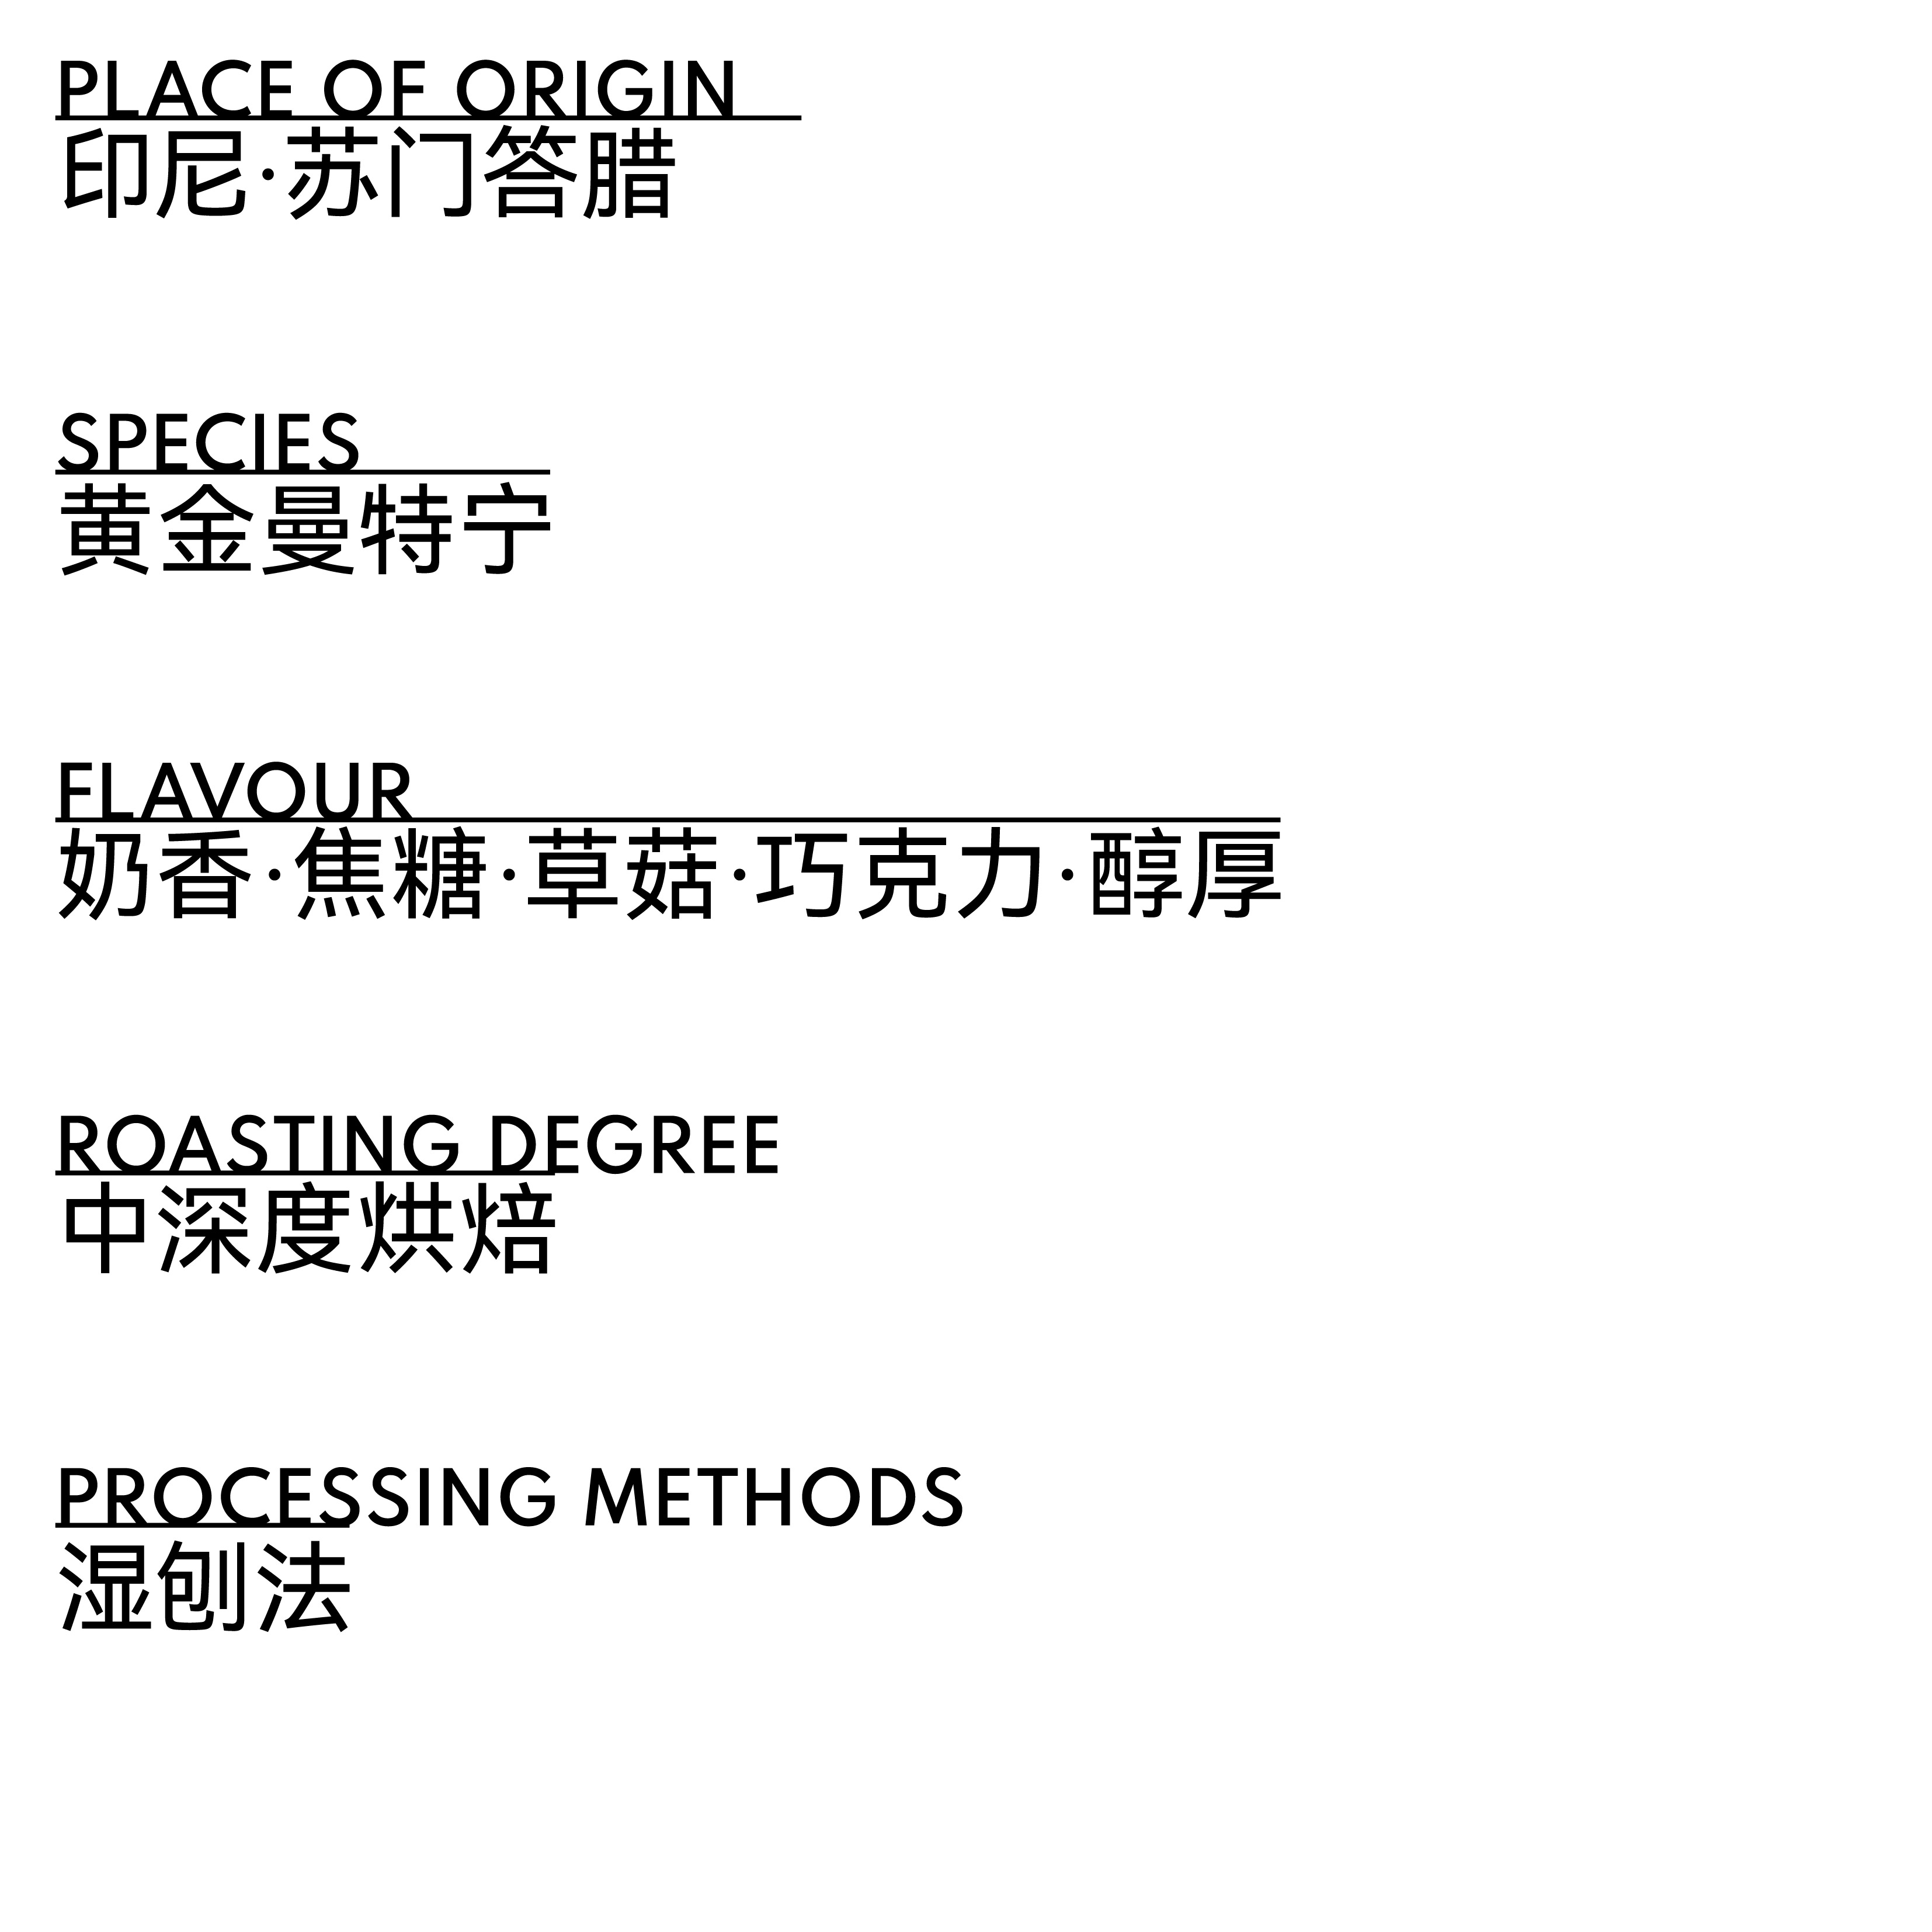 PLACE OF ORIGIN
印尼·苏门答腊
SPECIES
黄金曼特宁
FLAVOUR
奶香·焦糖·草菇·巧克力·醇厚
ROASTING DEGREE
中深度烘焙
PROCESSING METHODS
湿刨法